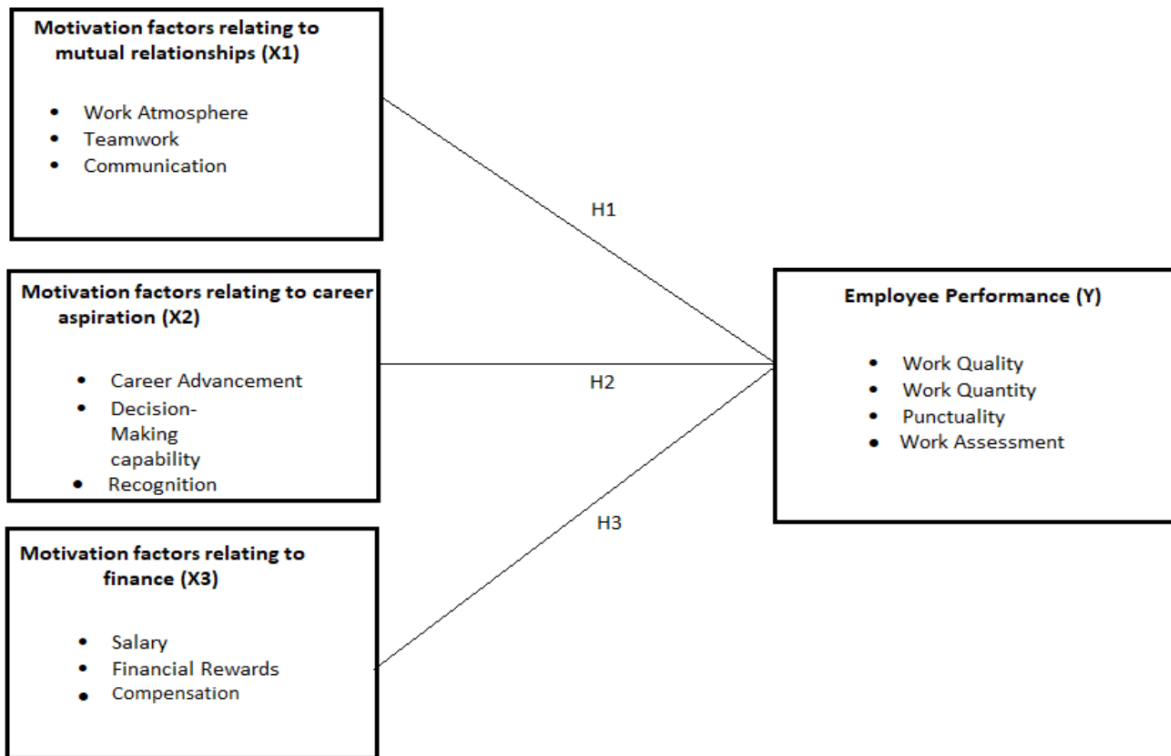 Motivation factors relating to
mutual relationships (X1)
• Work Atmosphere
• Teamwork
• Communication
H1
Motivation factors relating to career
aspiration (X2)
• Career Advancement
• Decision-
Making
capability
• Recognition
H2
Employee Performance (Y)
• Work Quality
• Work Quantity
• Punctuality
• Work Assessment
H3
Motivation factors relating to
finance (X3)
• Salary
• Financial Rewards
• Compensation